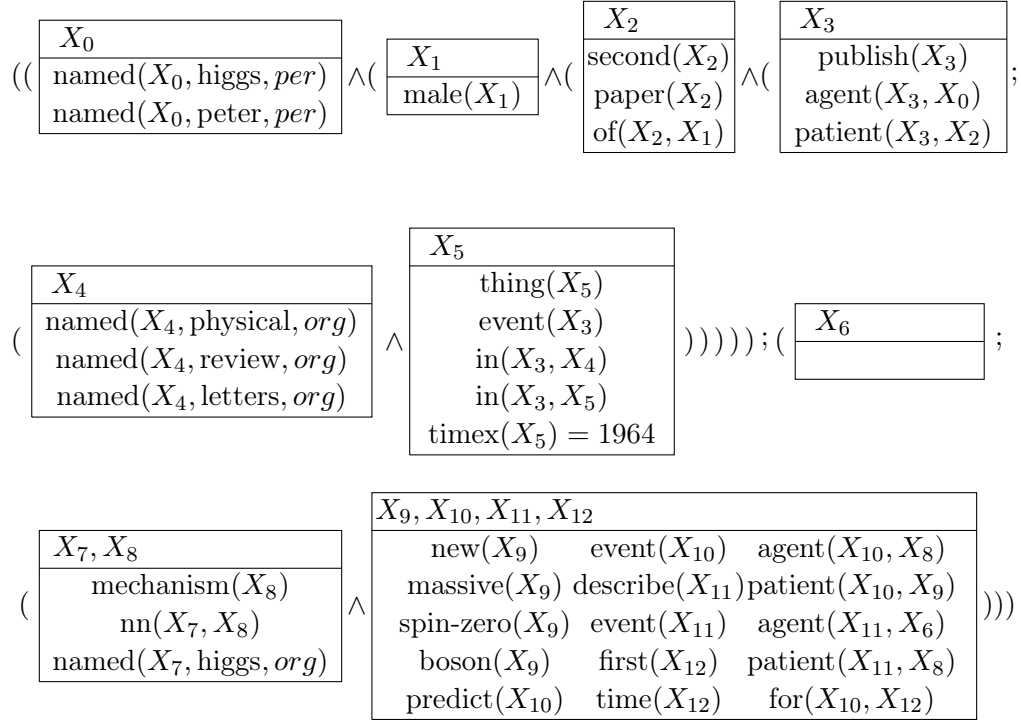 ((
X₀
named(X₀, higgs, per)
named(X₀, peter, per)
∧(
X₁
male(X₁)
∧(
X₂
second(X₂)
paper(X₂)
of(X₂, X₁)
∧(
X₃
publish(X₃)
agent(X₃, X₀)
patient(X₃, X₂)
;
(
X₄
named(X₄, physical, org)
named(X₄, review, org)
named(X₄, letters, org)
∧
X₅
thing(X₅)
event(X₃)
in(X₃, X₄)
in(X₃, X₅)
timex(X₅) = 1964
))))) ; (
X₆
;
(
X₇, X₈
mechanism(X₈)
nn(X₇, X₈)
named(X₇, higgs, org)
∧
X₉, X₁₀, X₁₁, X₁₂
new(X₉) event(X₁₀) agent(X₁₀, X₈)
massive(X₉) describe(X₁₁) patient(X₁₀, X₉)
spin-zero(X₉) event(X₁₁) agent(X₁₁, X₆)
boson(X₉) first(X₁₂) patient(X₁₁, X₈)
predict(X₁₀) time(X₁₂) for(X₁₀, X₁₂)
)))